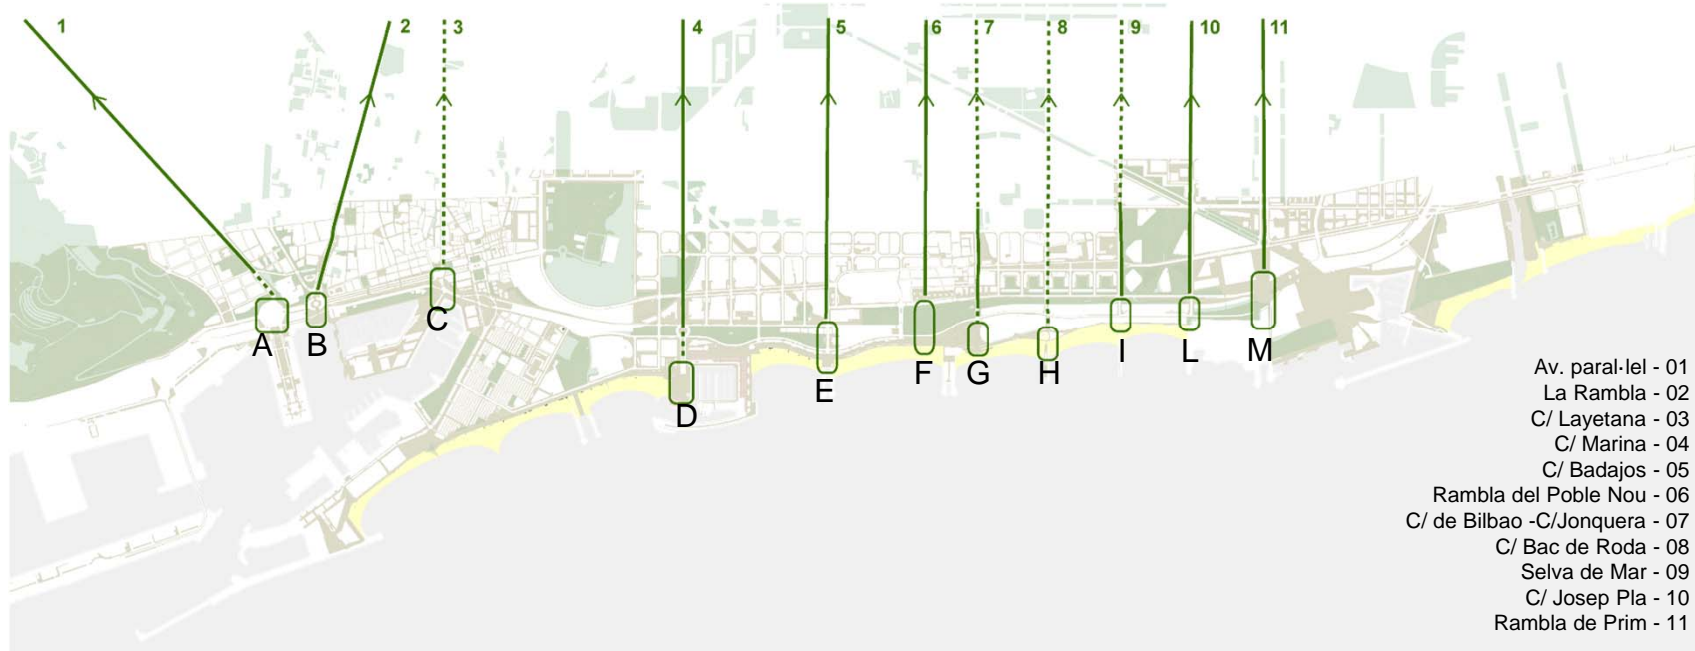 1
2
3
4
5
6
7
8
9
10
11
A
B
C
D
E
F
G
H
I
L
M
Av. paral·lel - 01
La Rambla - 02
C/ Layetana - 03
C/ Marina - 04
C/ Badajos - 05
Rambla del Poble Nou - 06
C/ de Bilbao -C/Jonquera - 07
C/ Bac de Roda - 08
Selva de Mar - 09
C/ Josep Pla - 10
Rambla de Prim - 11